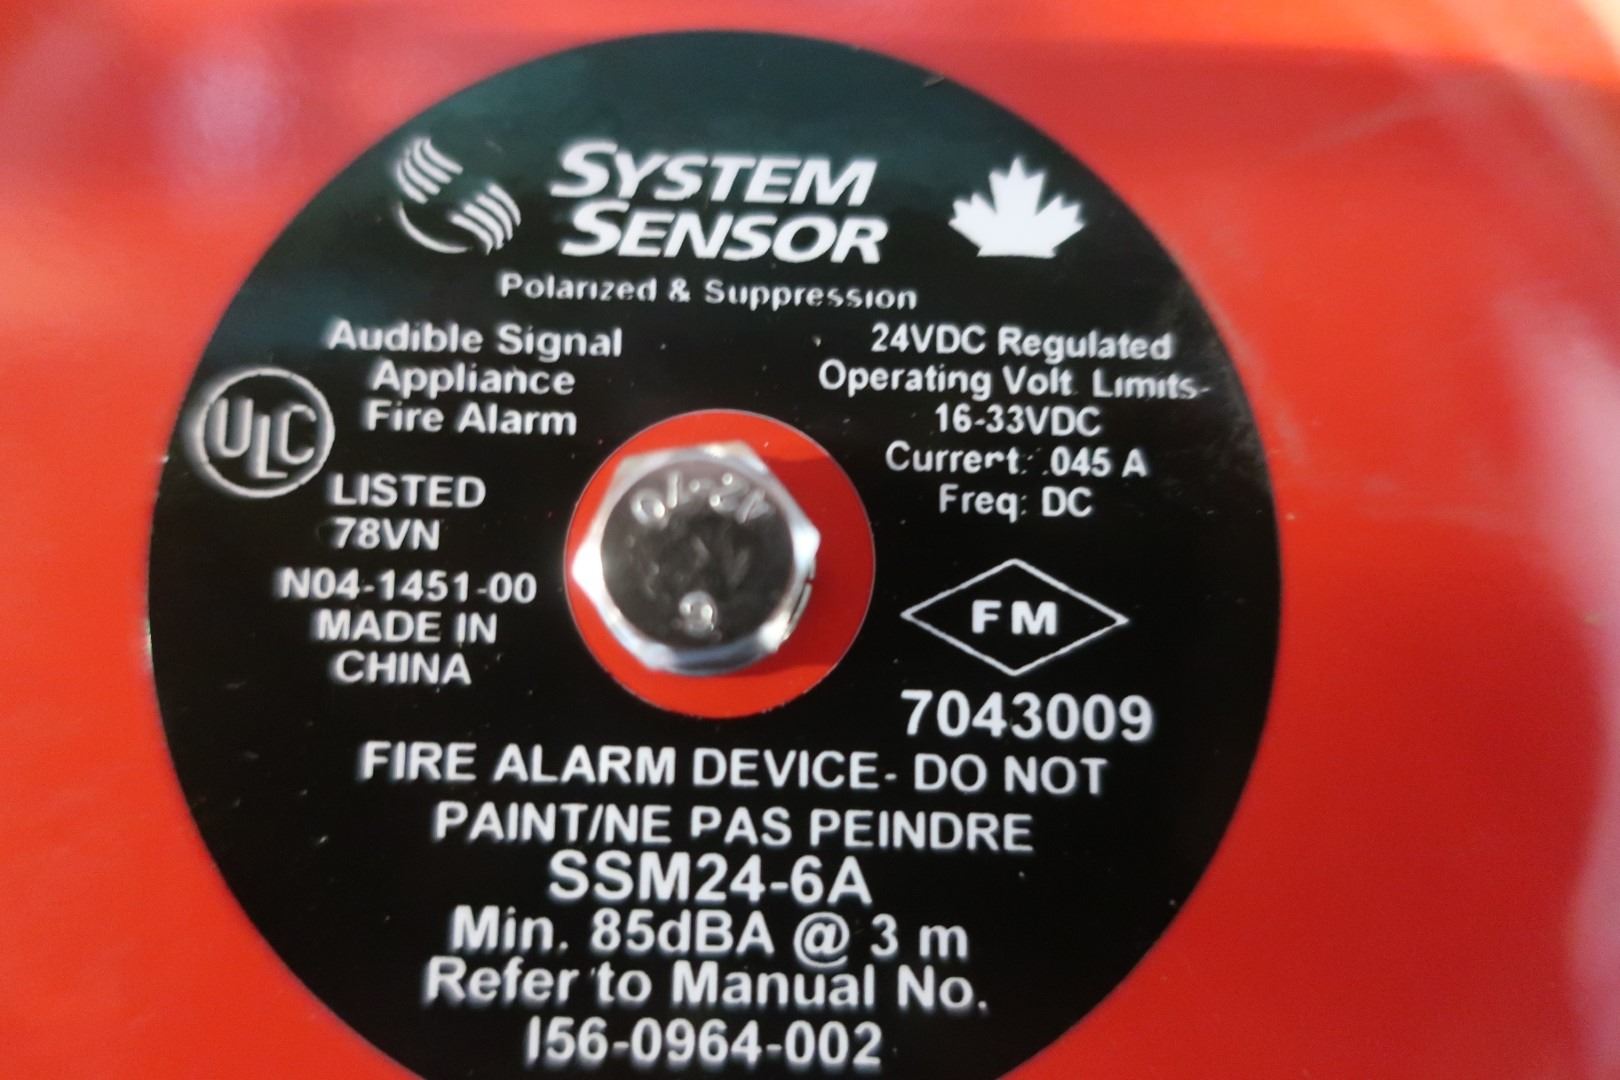 SYSTEM
SENSOR
Polarized & Suppression
Audible Signal
Appliance
Fire Alarm
ULC
LISTED
78VN
N04-1451-00
MADE IN
CHINA
24VDC Regulated
Operating Volt. Limits-
16-33VDC
Current: .045 A
Freq: DC
FM
7043009
FIRE ALARM DEVICE- DO NOT
PAINT/NE PAS PEINDRE
SSM24-6A
Min. 85dBA @ 3 m
Refer to Manual No.
I56-0964-002